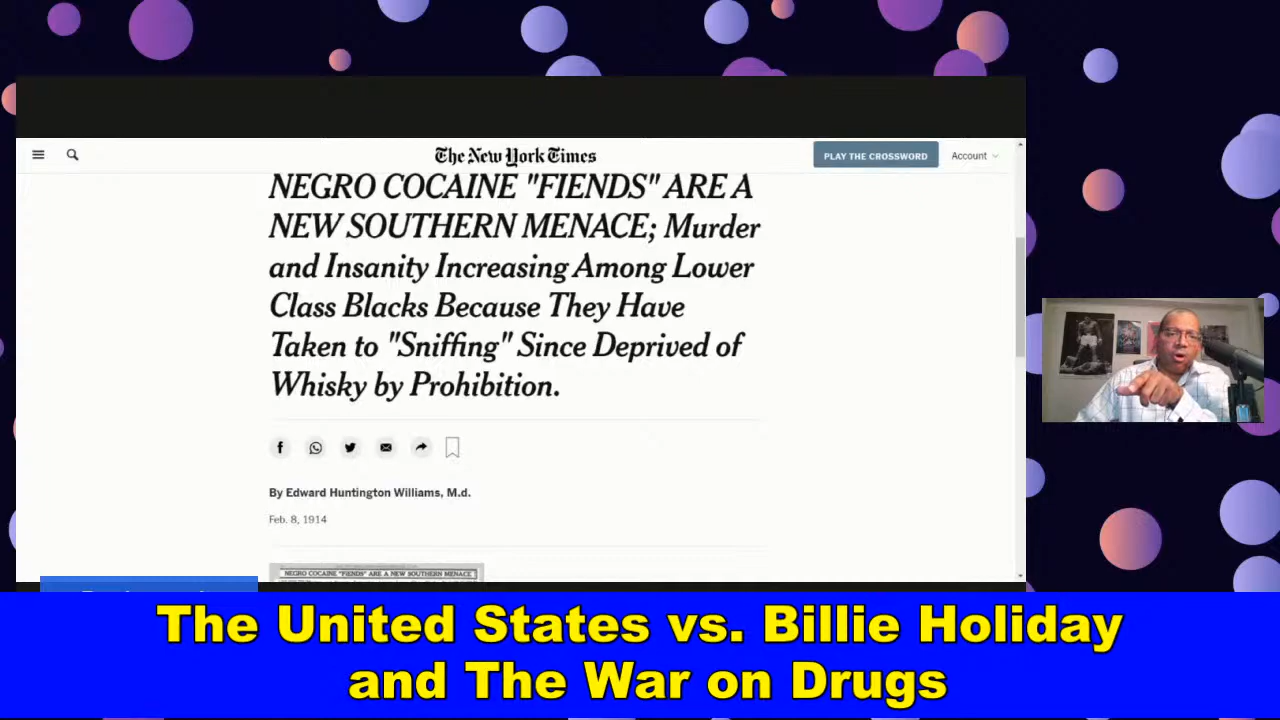 The New York Times
PLAY THE CROSSWORD
Account
NEGRO COCAINE "FIENDS" ARE A
NEW SOUTHERN MENACE; Murder
and Insanity Increasing Among Lower
Class Blacks Because They Have
Taken to "Sniffing" Since Deprived of
Whisky by Prohibition.
By Edward Huntington Williams, M.d.
Feb. 8, 1914
NEGRO COCAINE "FIENDS" ARE A NEW SOUTHERN MENACE
The United States vs. Billie Holiday
and The War on Drugs